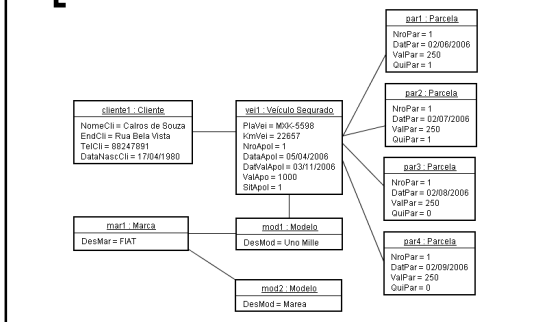 cliente1 : Cliente
NomeCli = Calros de Souza
EndCli = Rua Bela Vista
TelCli = 88247891
DataNascCli = 17/04/1980
vei1 : Veículo Segurado
PlaVei = MXK-5598
KmVei = 22657
NroApol = 1
DataApol = 05/04/2006
DatValApol = 03/11/2006
ValApo = 1000
SitApol = 1
mar1 : Marca
DesMar = FIAT
mod1 : Modelo
DesMod = Uno Mille
mod2 : Modelo
DesMod = Marea
par1 : Parcela
NroPar = 1
DatPar = 02/06/2006
ValPar = 250
QuiPar = 1
par2 : Parcela
NroPar = 1
DatPar = 02/07/2006
ValPar = 250
QuiPar = 1
par3 : Parcela
NroPar = 1
DatPar = 02/08/2006
ValPar = 250
QuiPar = 0
par4 : Parcela
NroPar = 1
DatPar = 02/09/2006
ValPar = 250
QuiPar = 0